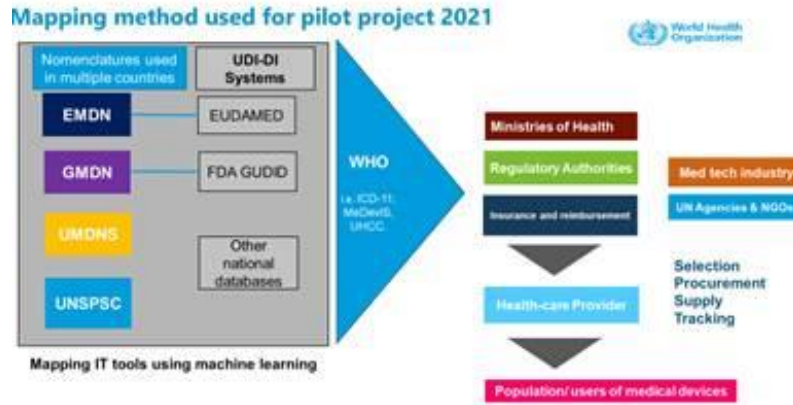 Mapping method used for pilot project 2021
World Health
Organization
Nomenclatures used
in multiple countries
UDI-DI
Systems
EMDN
EUDAMED
GMDN
FDA GUDID
UMDNS
Other
national
databases
UNSPSC
Mapping IT tools using machine learning
WHO
i.e. ICD-11;
MeDevIS,
UHCC.
Ministries of Health
Regulatory Authorities
Insurance and reimbursement
Med tech industry
UN Agencies & NGOs
Health-care Provider
Selection
Procurement
Supply
Tracking
Population/ users of medical devices